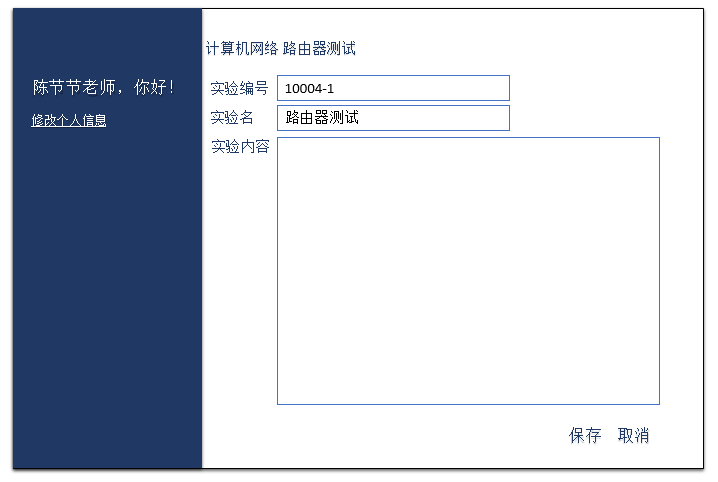 陈节节老师，你好！
修改个人信息
计算机网络 路由器测试
实验编号 10004-1
实验名 路由器测试
实验内容
保存 取消